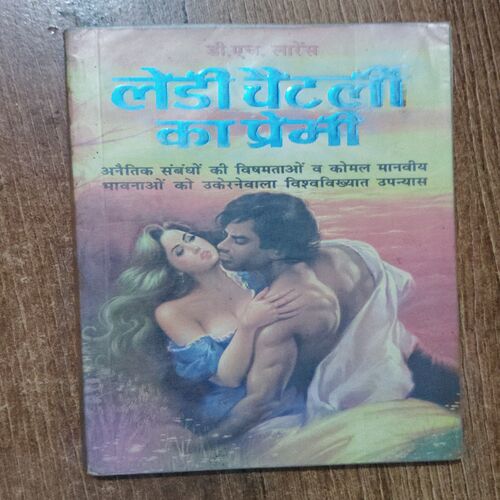 डी.एच. लारेंस
लेडी चैटर्ली
का प्रेमी
अनैतिक संबंधों की विषमताओं व कोमल मानवीय
भावनाओं को उकेरनेवाला विश्वविख्यात उपन्यास